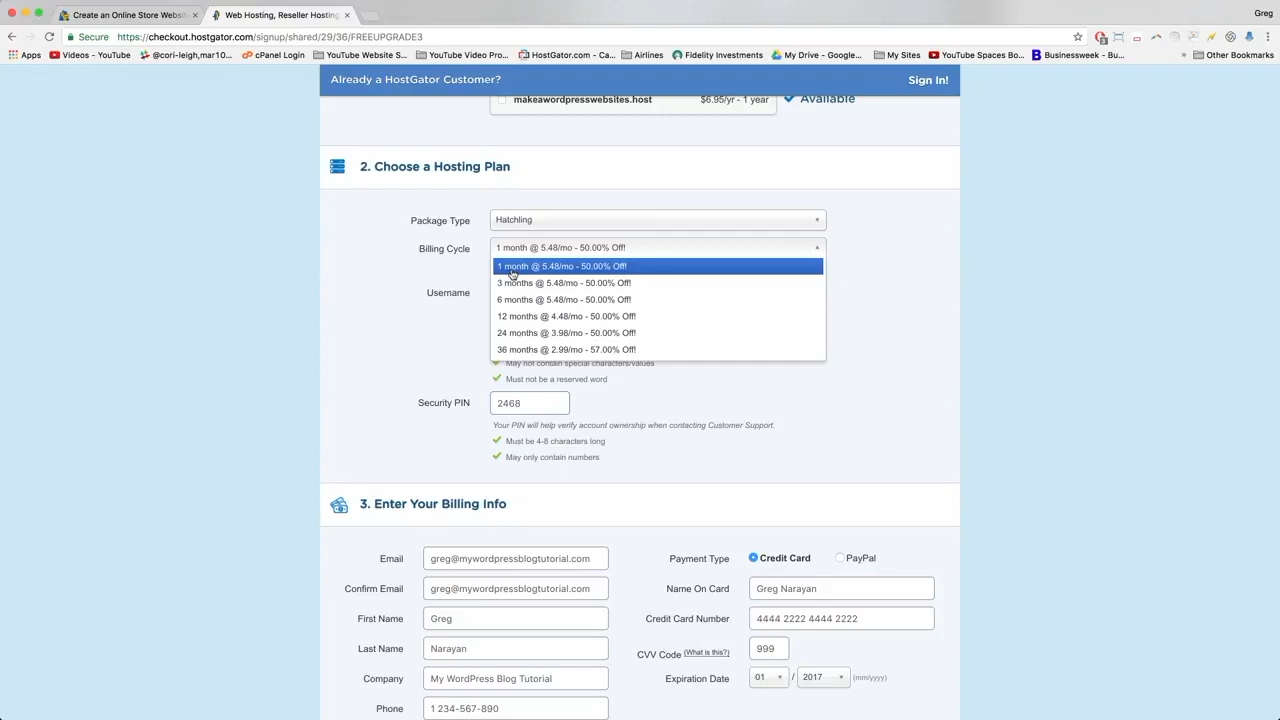 Create an Online Store Websit
Web Hosting, Reseller Hosting
Greg
Secure https://checkout.hostgator.com/signup/shared/29/36/FREEUPGRADE3
Apps Videos - YouTube @cori-leigh,mar10... cPanel Login YouTube Website S... YouTube Video Pro... HostGator.com - Ca... Airlines Fidelity Investments My Drive - Google... My Sites YouTube Spaces Bo... Businessweek - Bu... » Other Bookmarks
Already a HostGator Customer? Sign In!
makeawordpresswebsites.host $6.95/yr - 1 year Available
2. Choose a Hosting Plan
Package Type Hatchling
Billing Cycle 1 month @ 5.48/mo - 50.00% Off!
1 month @ 5.48/mo - 50.00% Off!
3 months @ 5.48/mo - 50.00% Off!
Username
6 months @ 5.48/mo - 50.00% Off!
12 months @ 4.48/mo - 50.00% Off!
24 months @ 3.98/mo - 50.00% Off!
36 months @ 2.99/mo - 57.00% Off!
May not contain special characters/values
Must not be a reserved word
Security PIN 2468
Your PIN will help verify account ownership when contacting Customer Support.
Must be 4-8 characters long
May only contain numbers
3. Enter Your Billing Info
Email greg@mywordpressblogtutorial.com Payment Type Credit Card PayPal
Confirm Email greg@mywordpressblogtutorial.com Name On Card Greg Narayan
First Name Greg Credit Card Number 4444 2222 4444 2222
Last Name Narayan CVV Code (What is this?) 999
Company My WordPress Blog Tutorial Expiration Date 01 / 2017 (mm/yyyy)
Phone 1 234-567-890